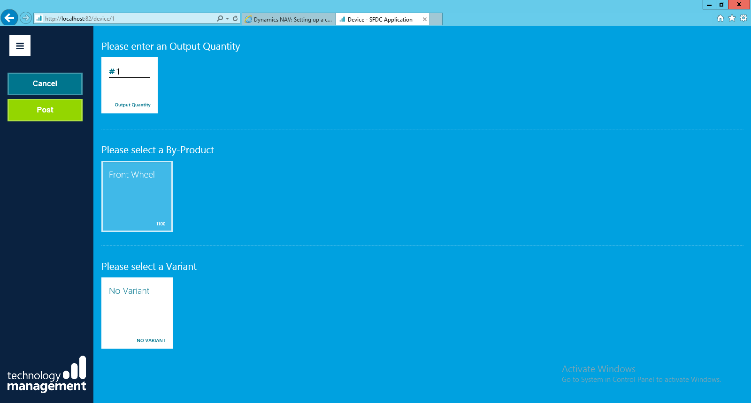 http://localhost:82/device/1
Dynamics NAV: Setting up a c...
Device - SFDC Application
Cancel
Post
Please enter an Output Quantity
#1
Output Quantity
Please select a By-Product
Front Wheel
1100
Please select a Variant
No Variant
NO VARIANT
technology
management
Activate Windows
Go to System in Control Panel to activate Windows.